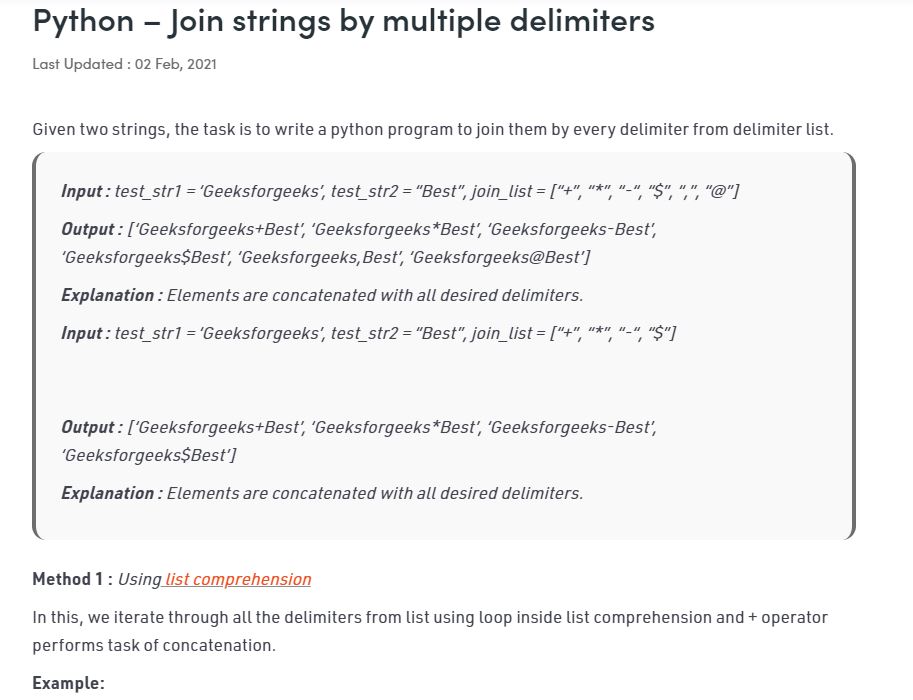 Python – Join strings by multiple delimiters
Last Updated : 02 Feb, 2021
Given two strings, the task is to write a python program to join them by every delimiter from delimiter list.
Input : test_str1 = ‘Geeksforgeeks’, test_str2 = “Best”, join_list = [“+”, “*”, “-“, “$”, “,”, “@”]
Output : [‘Geeksforgeeks+Best’, ‘Geeksforgeeks*Best’, ‘Geeksforgeeks-Best’,
‘Geeksforgeeks$Best’, ‘Geeksforgeeks,Best’, ‘Geeksforgeeks@Best’]
Explanation : Elements are concatenated with all desired delimiters.
Input : test_str1 = ‘Geeksforgeeks’, test_str2 = “Best”, join_list = [“+”, “*”, “-“, “$”]
Output : [‘Geeksforgeeks+Best’, ‘Geeksforgeeks*Best’, ‘Geeksforgeeks-Best’,
‘Geeksforgeeks$Best’]
Explanation : Elements are concatenated with all desired delimiters.
Method 1 : Using list comprehension
In this, we iterate through all the delimiters from list using loop inside list comprehension and + operator
performs task of concatenation.
Example: